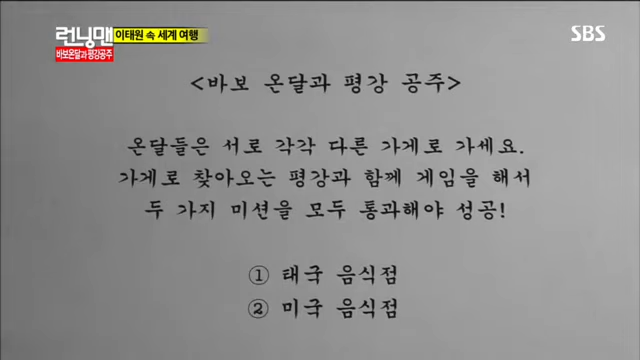 런닝맨
이태원 속 세계 여행
바보온달과 평강공주
SBS
<바보 온달과 평강 공주>
온달들은 서로 각각 다른 가게로 가세요.
가게로 찾아오는 평강과 함께 게임을 해서
두 가지 미션을 모두 통과해야 성공!
① 태국 음식점
② 미국 음식점